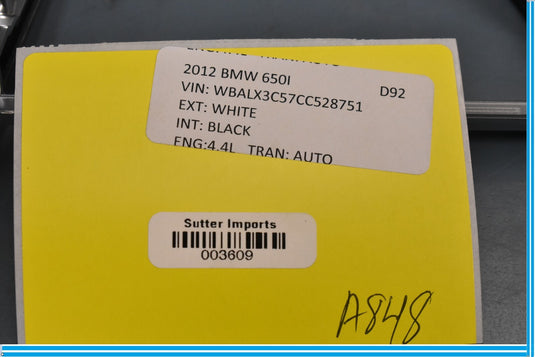 2012 BMW 650I D92
VIN: WBALX3C57CC528751
EXT: WHITE
INT: BLACK
ENG:4.4L TRAN: AUTO
Sutter Imports
003609
A848